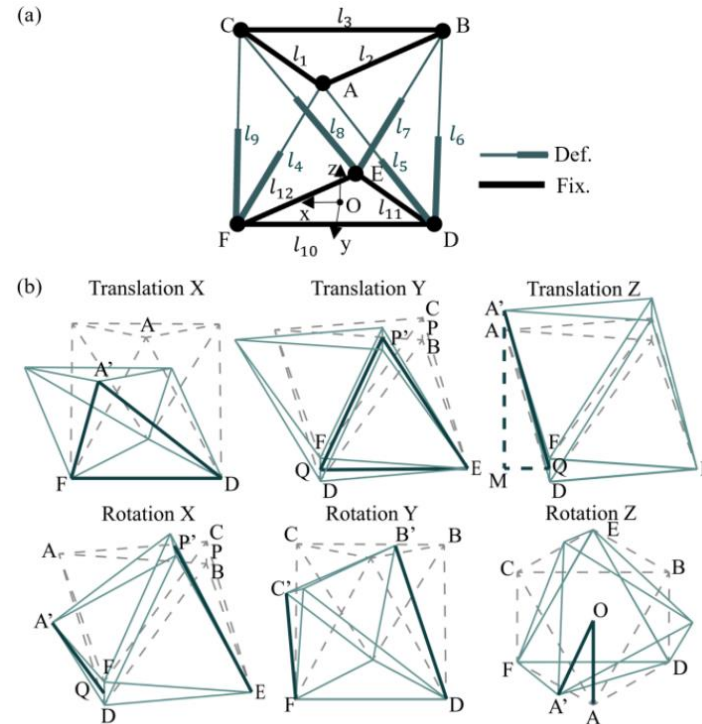 (a)
C l₃ B
l₁ l₂
A
l₉ l₄ l₈ l₇ l₅ l₆
Def.
Fix.
z E
l₁₂ x O l₁₁
F y D
l₁₀
(b)
Translation X Translation Y Translation Z
A
A'
F D
C
P
B
P'
F
Q E
D
A'
A
F
Q
M D
Rotation X Rotation Y Rotation Z
A
P'
C
P
B
A'
F
Q E
D
C B' B
C'
F D
E
C B
O
F D
A'
A